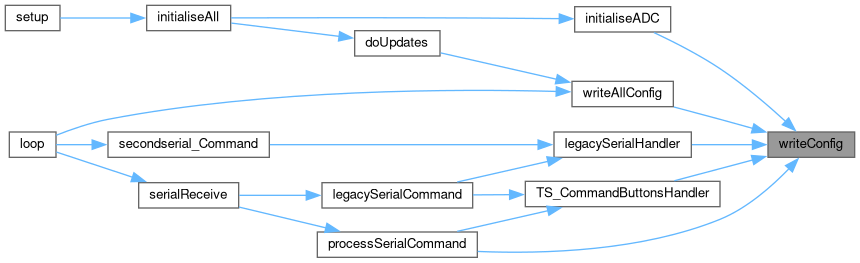 setup
initialiseAll
initialiseADC
doUpdates
writeAllConfig
loop
secondserial_Command
legacySerialHandler
writeConfig
serialReceive
legacySerialCommand
TS_CommandButtonsHandler
processSerialCommand